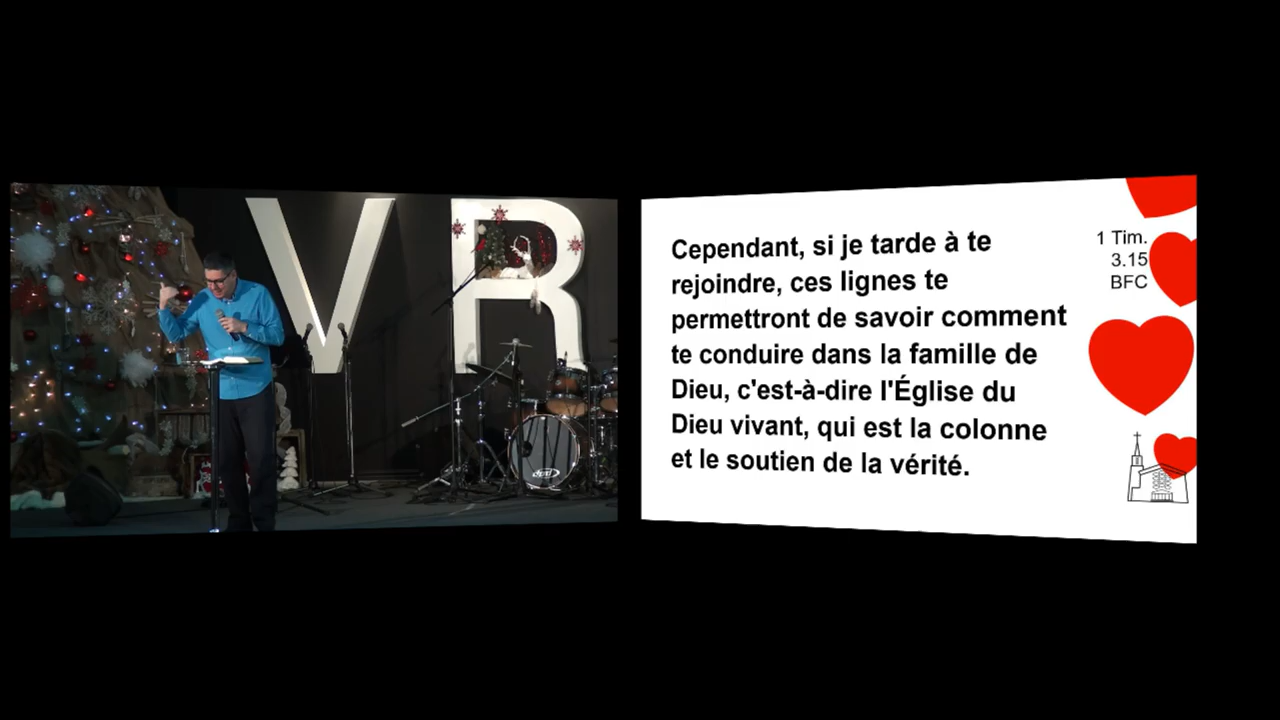 VR
Cependant, si je tarde à te
rejoindre, ces lignes te
permettront de savoir comment
te conduire dans la famille de
Dieu, c'est-à-dire l'Église du
Dieu vivant, qui est la colonne
et le soutien de la vérité.
1 Tim.
3.15
BFC